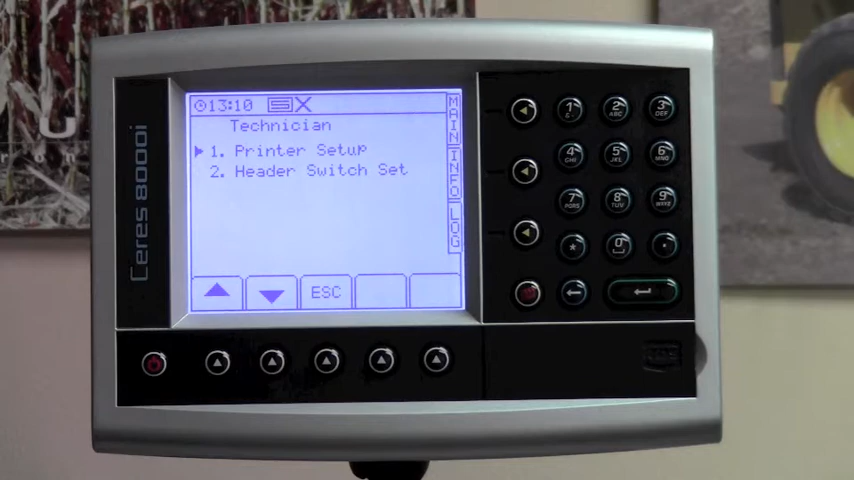 13:10
Technician
1. Printer Setup
2. Header Switch Set
ESC
MAIN
INFO
LOG
Ceres 8000i
1
2 ABC
3 DEF
4 GHI
5 JKL
6 MNO
7 PQRS
8 TUV
9 WXYZ
*
0
.
U